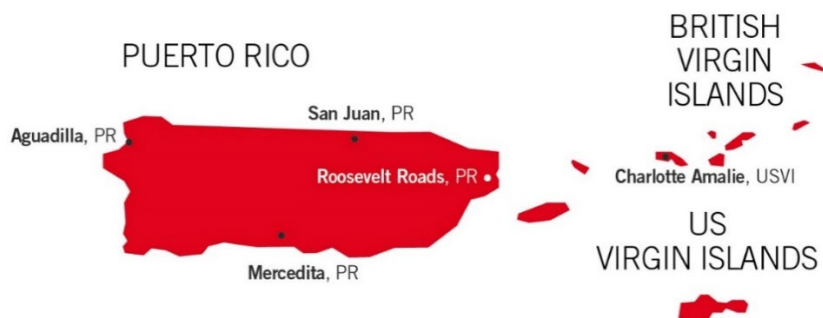 PUERTO RICO
BRITISH
VIRGIN
ISLANDS
San Juan, PR
Aguadilla, PR
Roosevelt Roads, PR
Charlotte Amalie, USVI
Mercedita, PR
US
VIRGIN ISLANDS